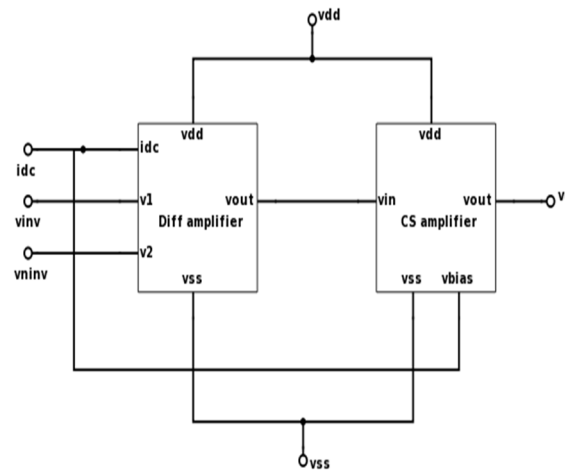 vdd
vdd
vdd
idc
idc
v1
vout
vin
vout
v
vinv
Diff amplifier
CS amplifier
v2
vninv
vss
vss
vbias
vss